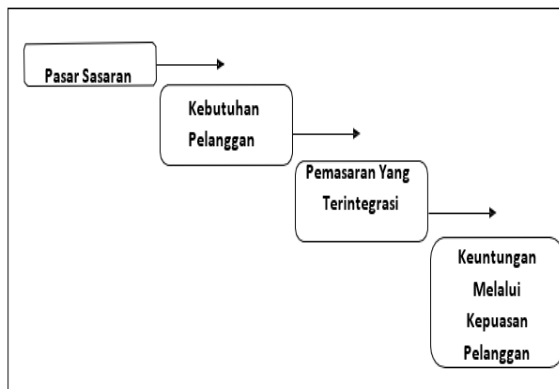 Pasar Sasaran
Kebutuhan
Pelanggan
Pemasaran Yang
Terintegrasi
Keuntungan
Melalui
Kepuasan
Pelanggan